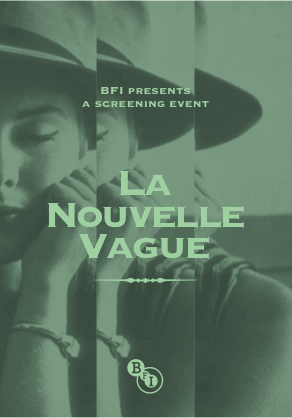 BFI PRESENTS
A SCREENING EVENT
LA
NOUVELLE
VAGUE
BFI